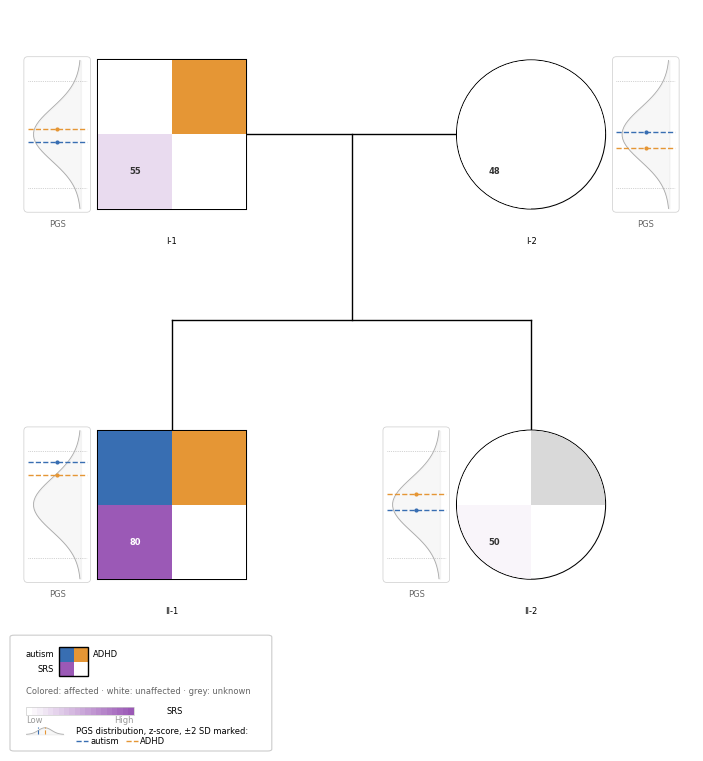 55
48
PGS
PGS
I-1
I-2
80
50
PGS
PGS
II-1
II-2
autism
ADHD
SRS
Colored: affected · white: unaffected · grey: unknown
SRS
Low
High
PGS distribution, z-score, ±2 SD marked:
autism
ADHD